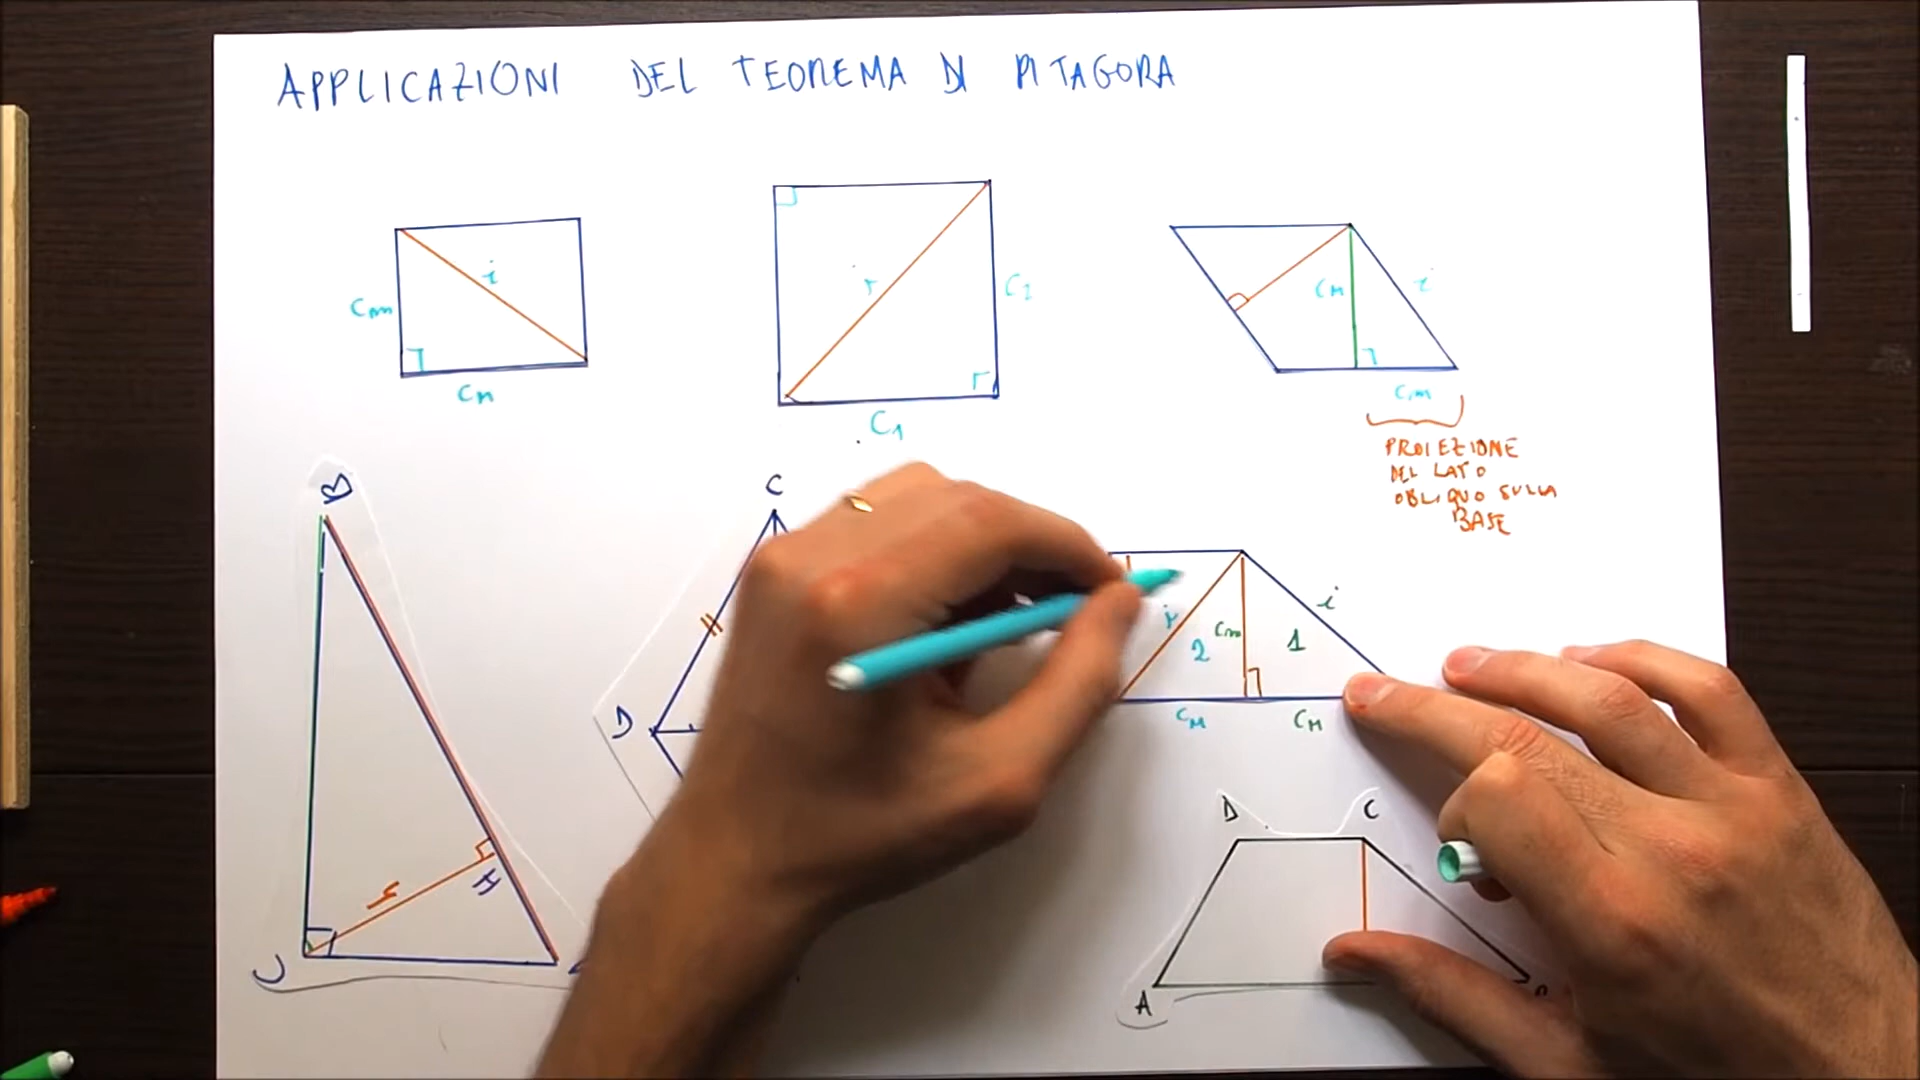 APPLICAZIONI DEL TEOREMA DI PITAGORA
i
Cm
CM
i
C2
C1
CM
i
Cm
PROIEZIONE
DEL LATO
OBLIQUO SULLA
BASE
B
H
C
D
i
i
2
Cm
1
CM
CM
D
C
A